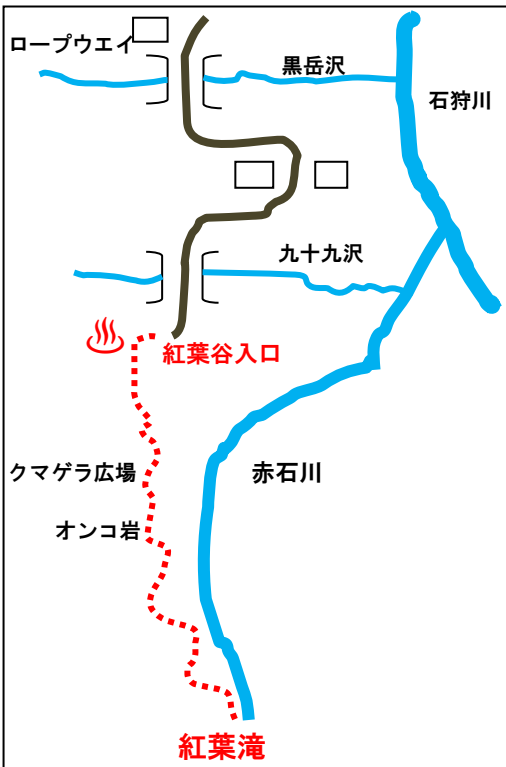 ロープウエイ
黒岳沢
石狩川
九十九沢
紅葉谷入口
クマゲラ広場
赤石川
オンコ岩
紅葉滝